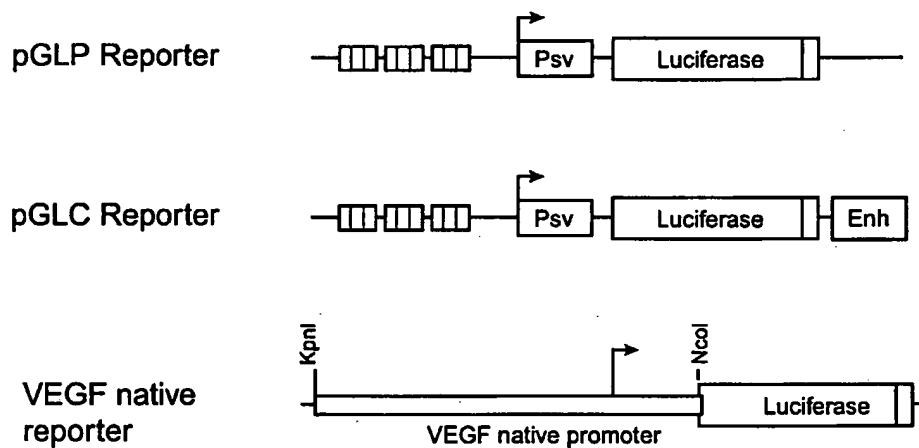 pGLP Reporter
Psv
Luciferase
pGLC Reporter
Psv
Luciferase
Enh
KpnI
NcoI
VEGF native
reporter
Luciferase
VEGF native promoter